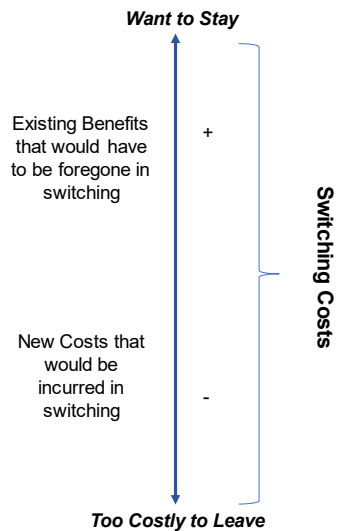 Want to Stay
Existing Benefits
that would have
to be foregone in
switching
+
Switching Costs
New Costs that
would be
incurred in
switching
-
Too Costly to Leave